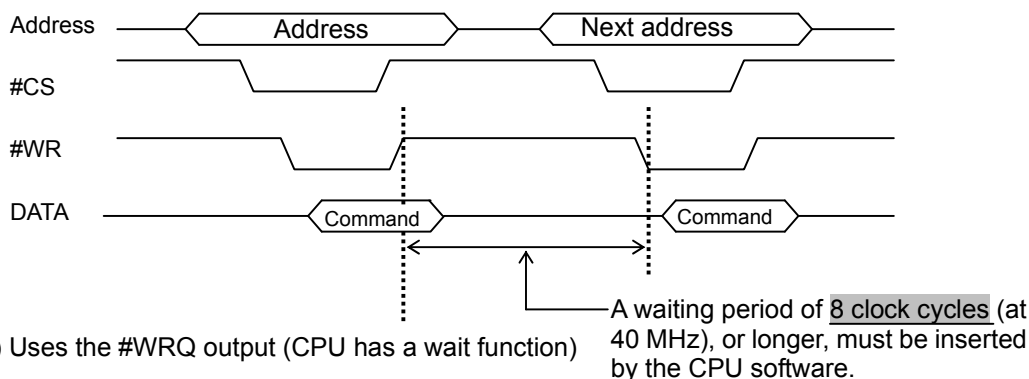 Address
Address
Next address
#CS
#WR
DATA
Command
Command
A waiting period of 8 clock cycles (at
40 MHz), or longer, must be inserted
by the CPU software.
) Uses the #WRQ output (CPU has a wait function)